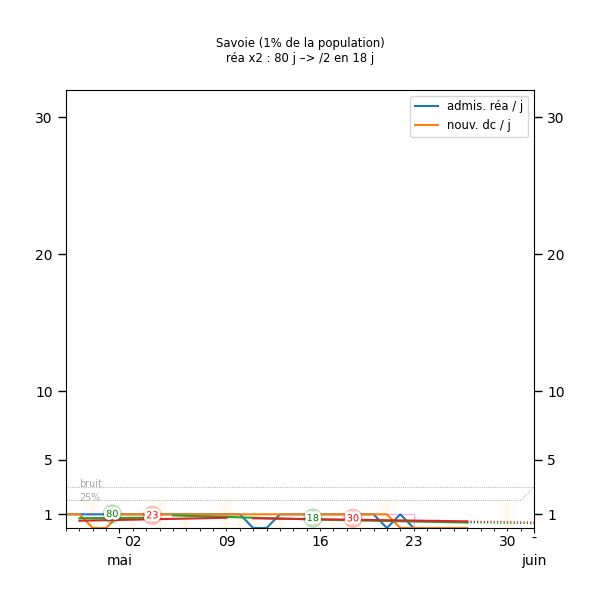 Savoie (1% de la population)
réa x2 : 80 j –> /2 en 18 j
admis. réa / j
nouv. dc / j
30 30
20 20
10 10
5 5
bruit
25%
1 80 23 18 30 1
02 09 16 23 30
mai juin